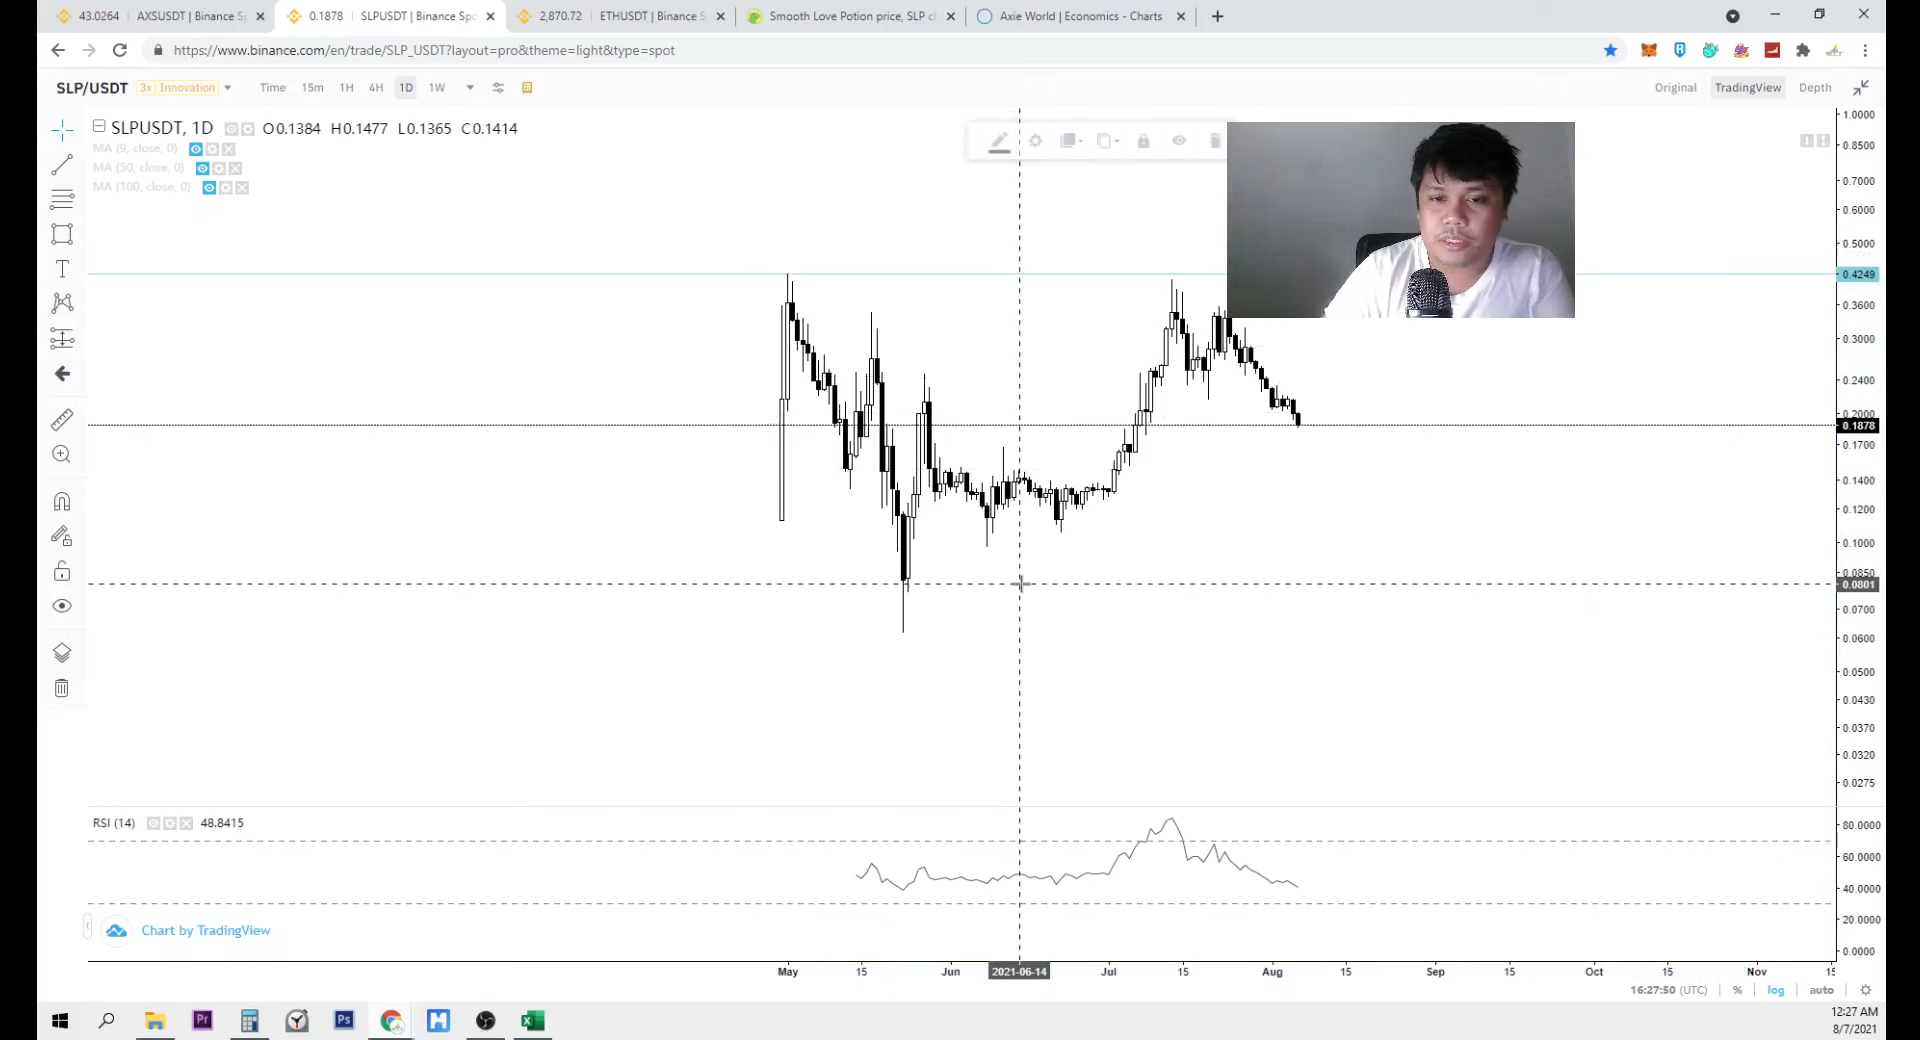 43.0264 AXSUSDT | Binance Sp
0.1878 SLPUSDT | Binance Spo
2,870.72 ETHUSDT | Binance S
Smooth Love Potion price, SLP c
Axie World | Economics - Charts
https://www.binance.com/en/trade/SLP_USDT?layout=pro&theme=light&type=spot
SLP/USDT 3x Innovation Time 15m 1H 4H 1D 1W Original TradingView Depth
SLPUSDT, 1D O0.1384 H0.1477 L0.1365 C0.1414
MA (9, close, 0)
MA (50, close, 0)
MA (100, close, 0)
1.0000
0.8500
0.7000
0.6000
0.5000
0.4249
0.3600
0.3000
0.2400
0.2000
0.1878
0.1700
0.1400
0.1200
0.1000
0.0850
0.0801
0.0700
0.0600
0.0500
0.0430
0.0370
0.0320
0.0275
RSI (14) 48.8415
80.0000
60.0000
40.0000
20.0000
0.0000
Chart by TradingView
May 15 Jun 2021-06-14 Jul 15 Aug 15 Sep 15 Oct 15 Nov 15
16:27:50 (UTC) % log auto
Pr Ps M X
12:27 AM
8/7/2021